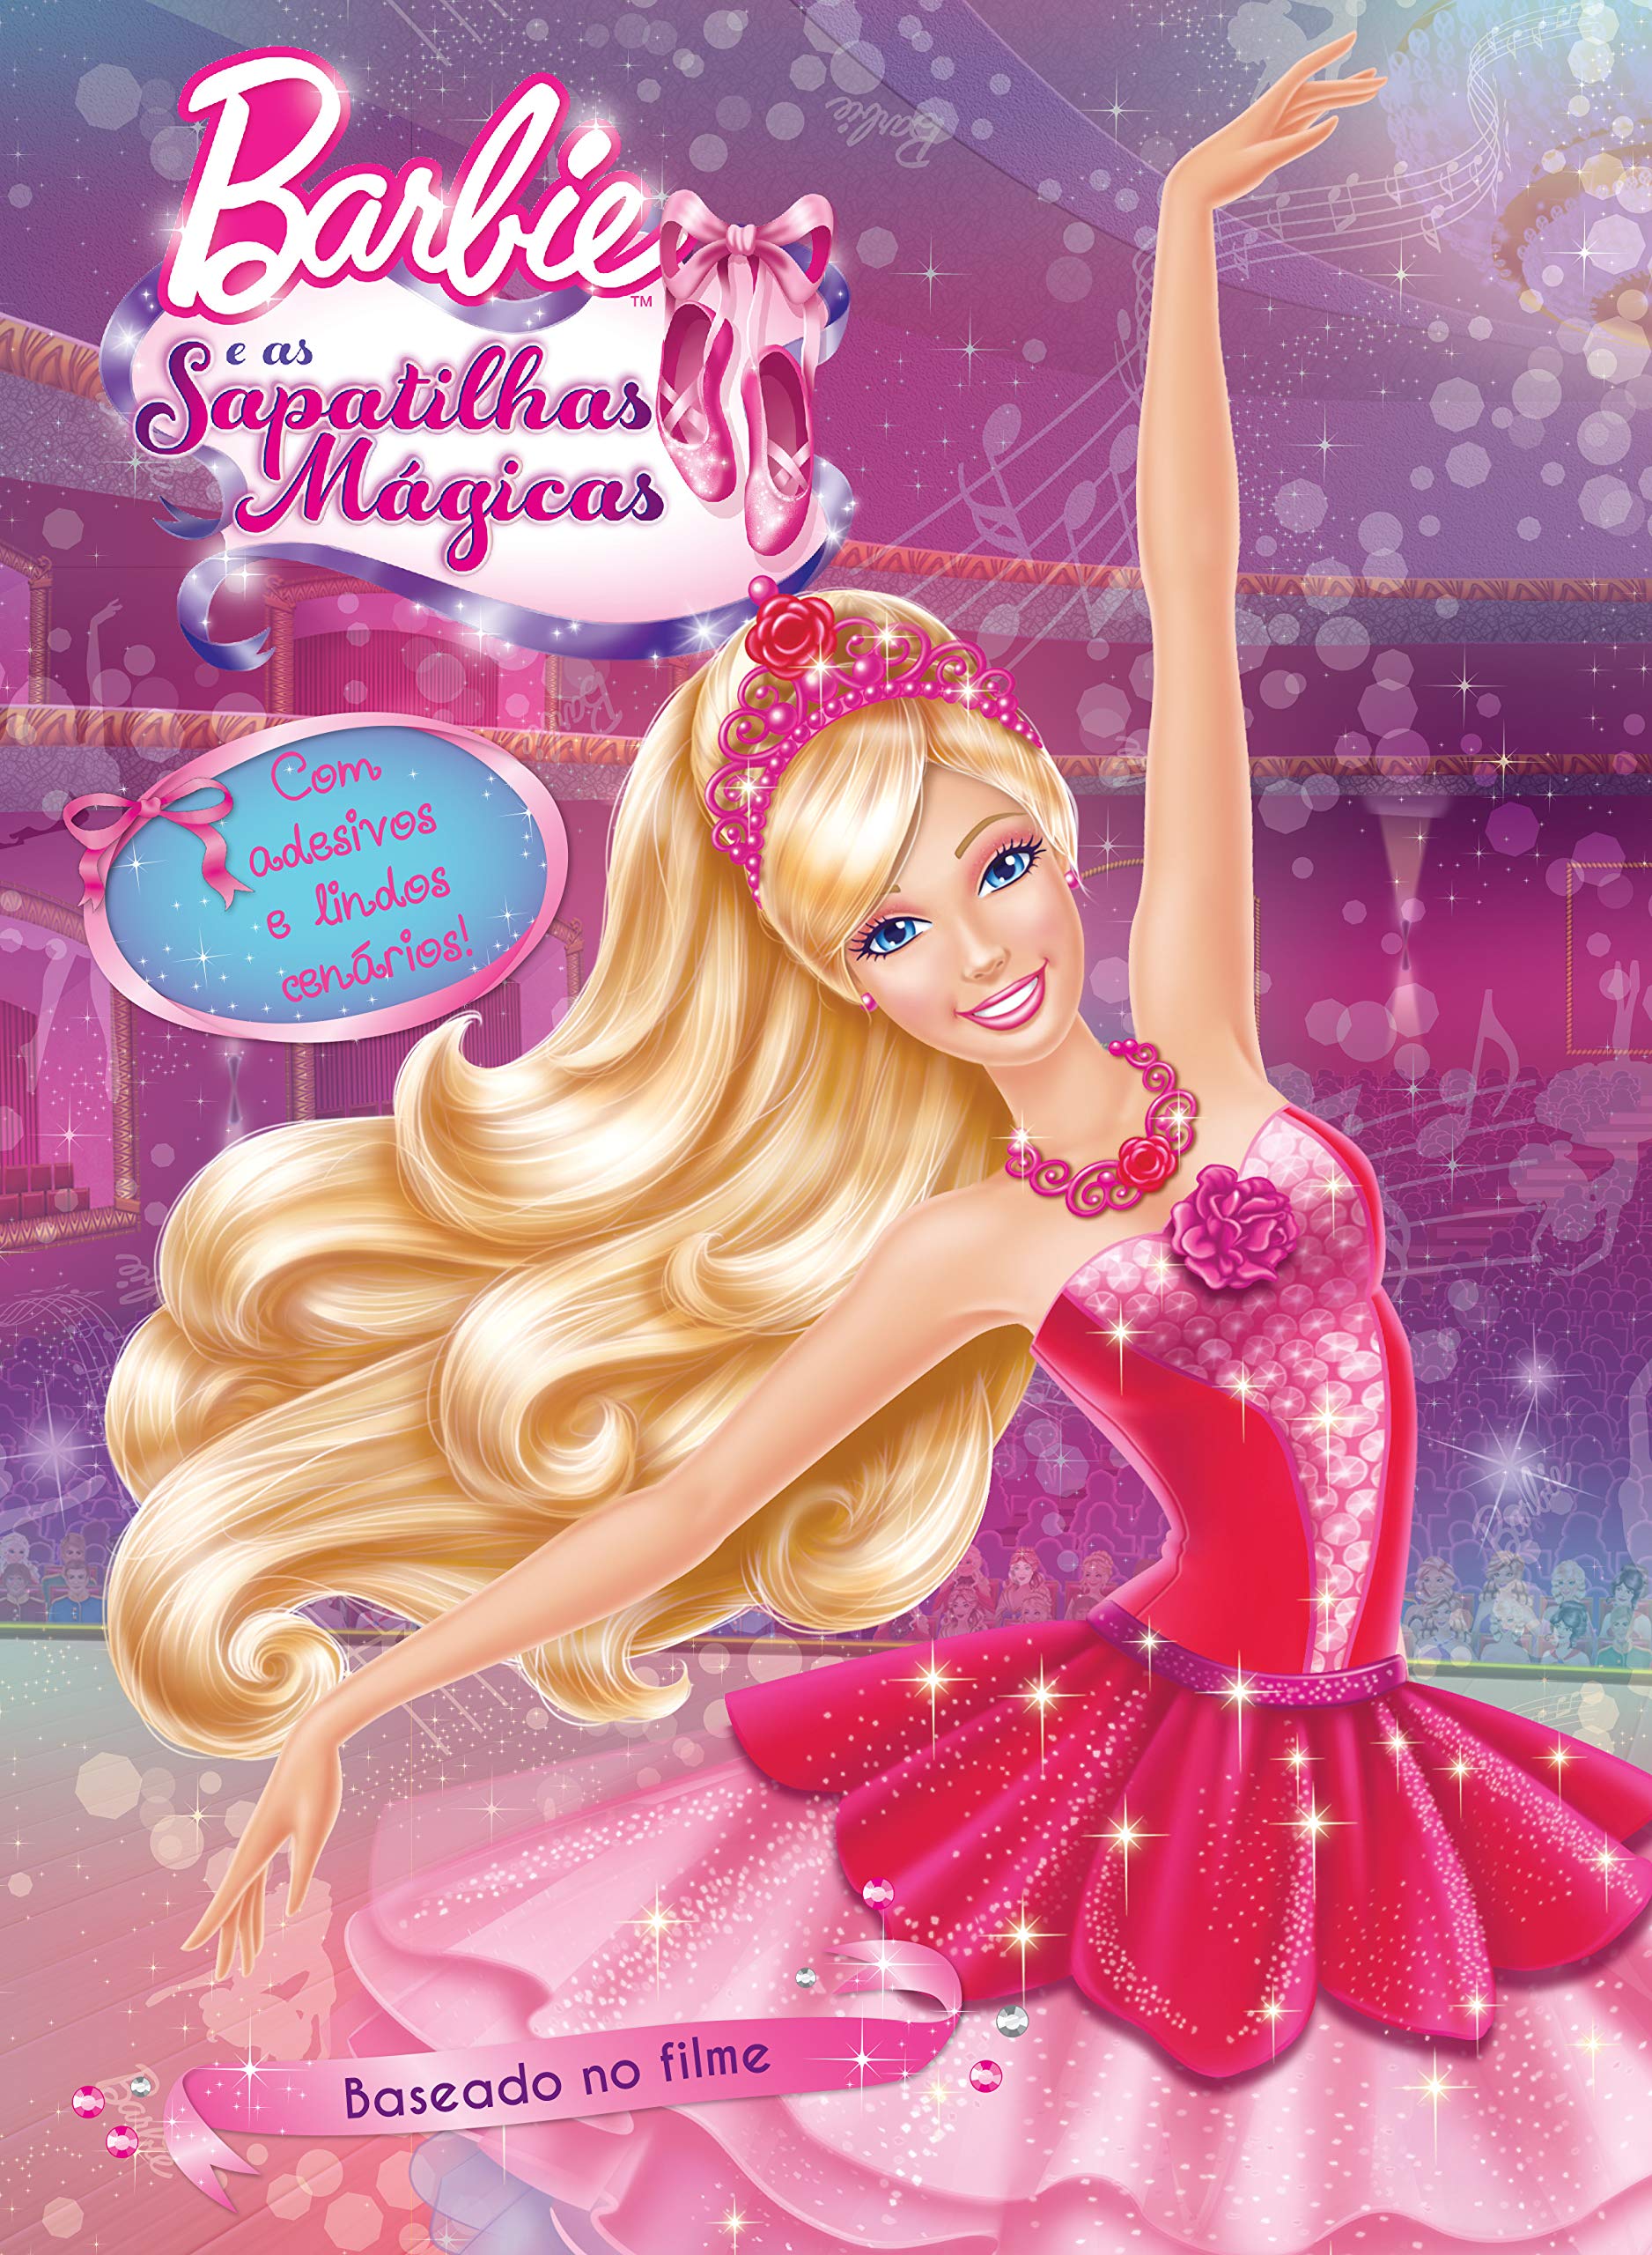 Barbie
TM
e as
Sapatilhas
Mágicas
Com
adesivos
e lindos
cenários!
Baseado no filme